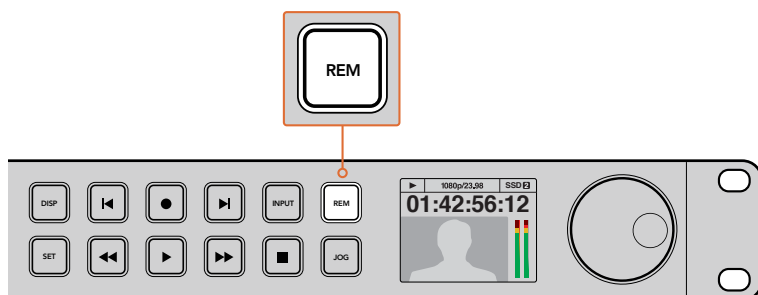 REM
DISP
INPUT
REM
1080p/23.98
SSD 2
01:42:56:12
SET
JOG